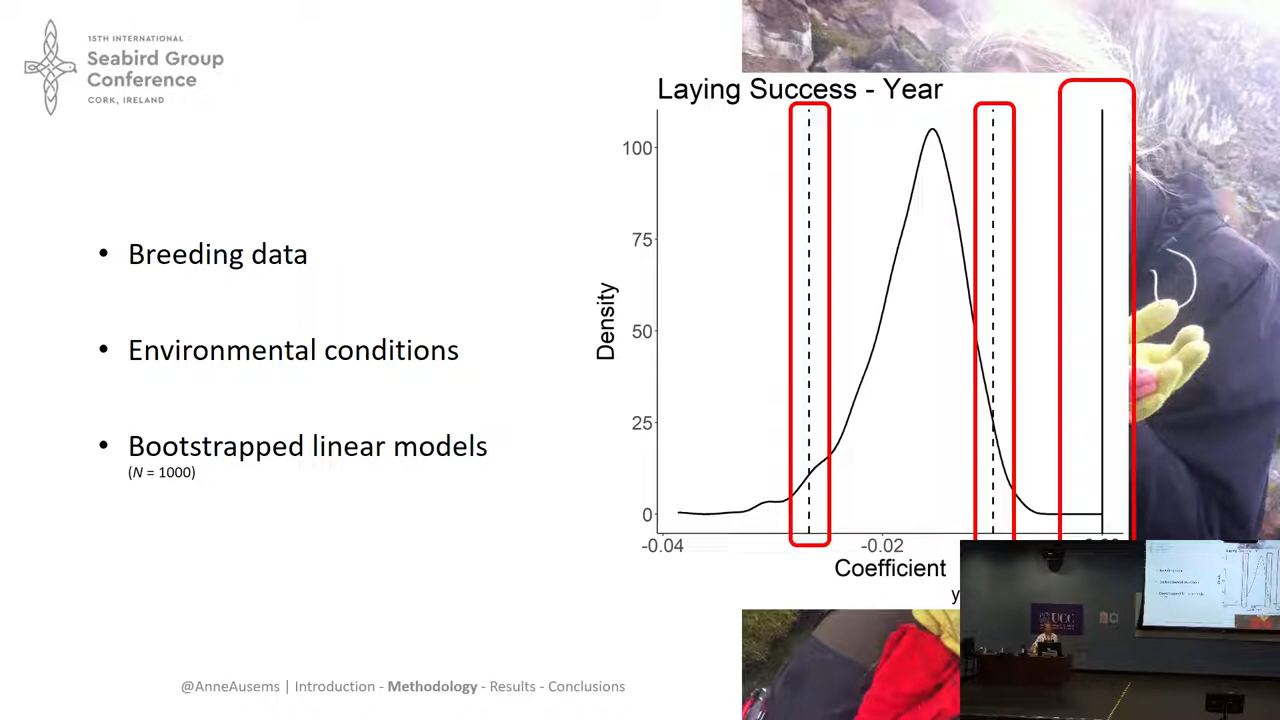 15TH INTERNATIONAL
Seabird Group
Conference
CORK, IRELAND
Laying Success - Year
100
75
50
25
0
Density
-0.04
-0.02
Coefficient
y
• Breeding data
• Environmental conditions
• Bootstrapped linear models
(N = 1000)
UCC
@AnneAusems | Introduction - Methodology - Results - Conclusions